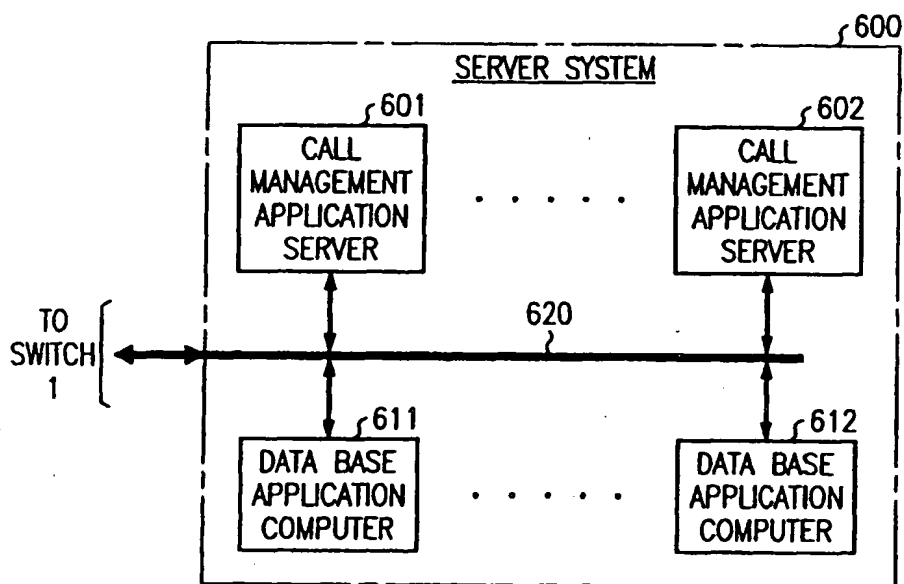 600
SERVER SYSTEM
601
CALL
MANAGEMENT
APPLICATION
SERVER
602
CALL
MANAGEMENT
APPLICATION
SERVER
TO
SWITCH
1
620
611
DATA BASE
APPLICATION
COMPUTER
612
DATA BASE
APPLICATION
COMPUTER